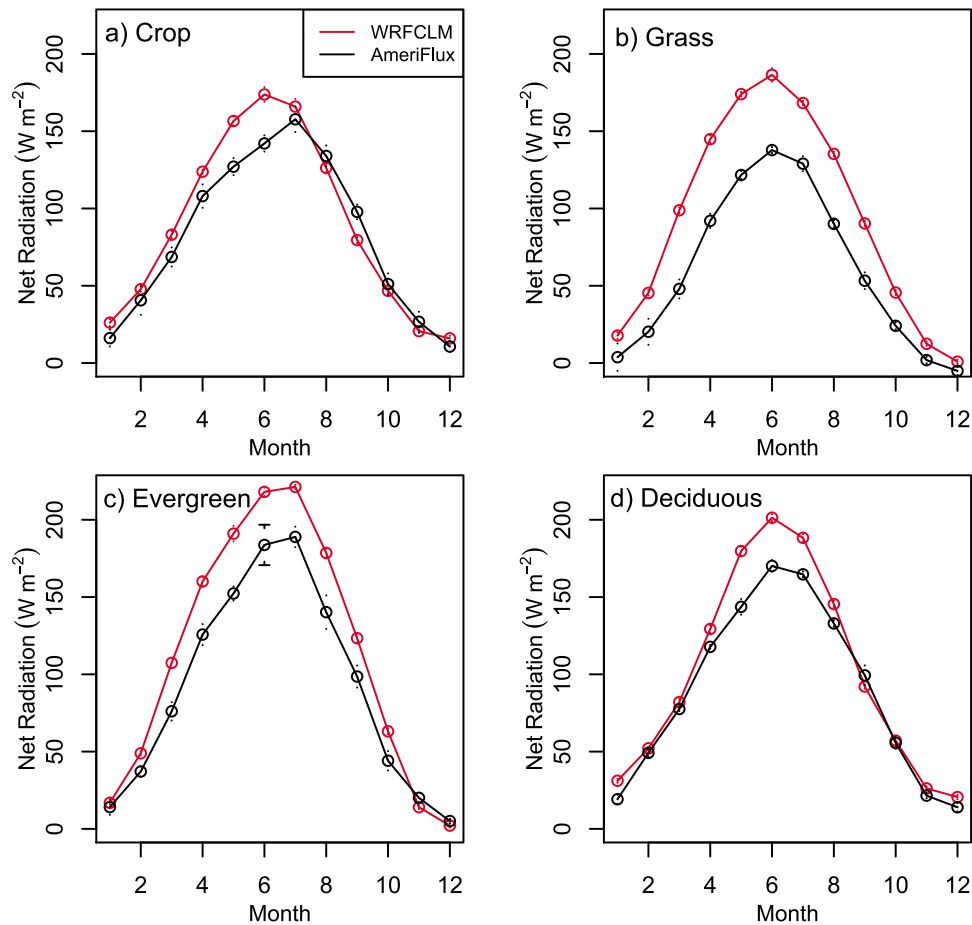 a) Crop
WRFCLM
AmeriFlux
Net Radiation (W m⁻²)
0 50 100 150 200
2 4 6 8 10 12
Month
b) Grass
Net Radiation (W m⁻²)
0 50 100 150 200
2 4 6 8 10 12
Month
c) Evergreen
Net Radiation (W m⁻²)
0 50 100 150 200
2 4 6 8 10 12
Month
d) Deciduous
Net Radiation (W m⁻²)
0 50 100 150 200
2 4 6 8 10 12
Month